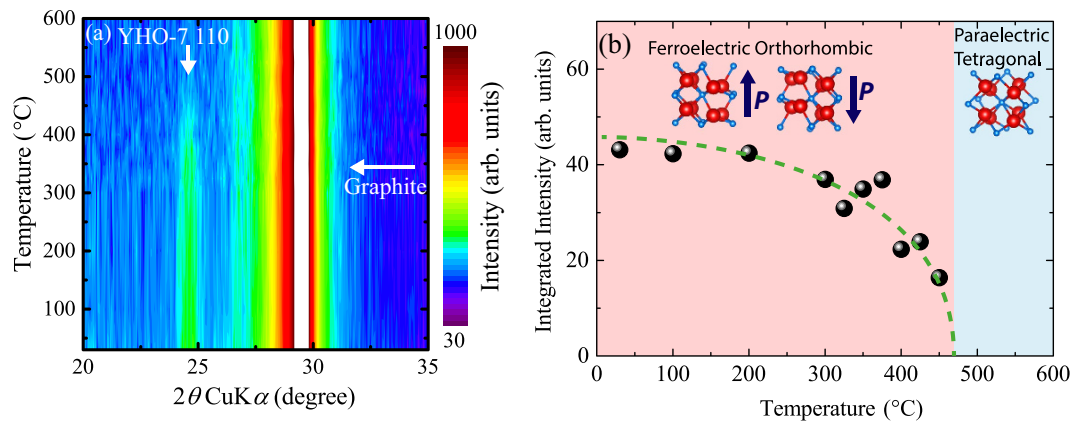 (a) YHO-7 110
Graphite
600
500
400
300
200
100
Temperature (°C)
20
25
30
35
2θ CuKα (degree)
1000
30
Intensity (arb. units)
(b)
Ferroelectric Orthorhombic
P
P
Paraelectric
Tetragonal
60
40
20
0
Integrated Intensity (arb. units)
0
100
200
300
400
500
600
Temperature (°C)